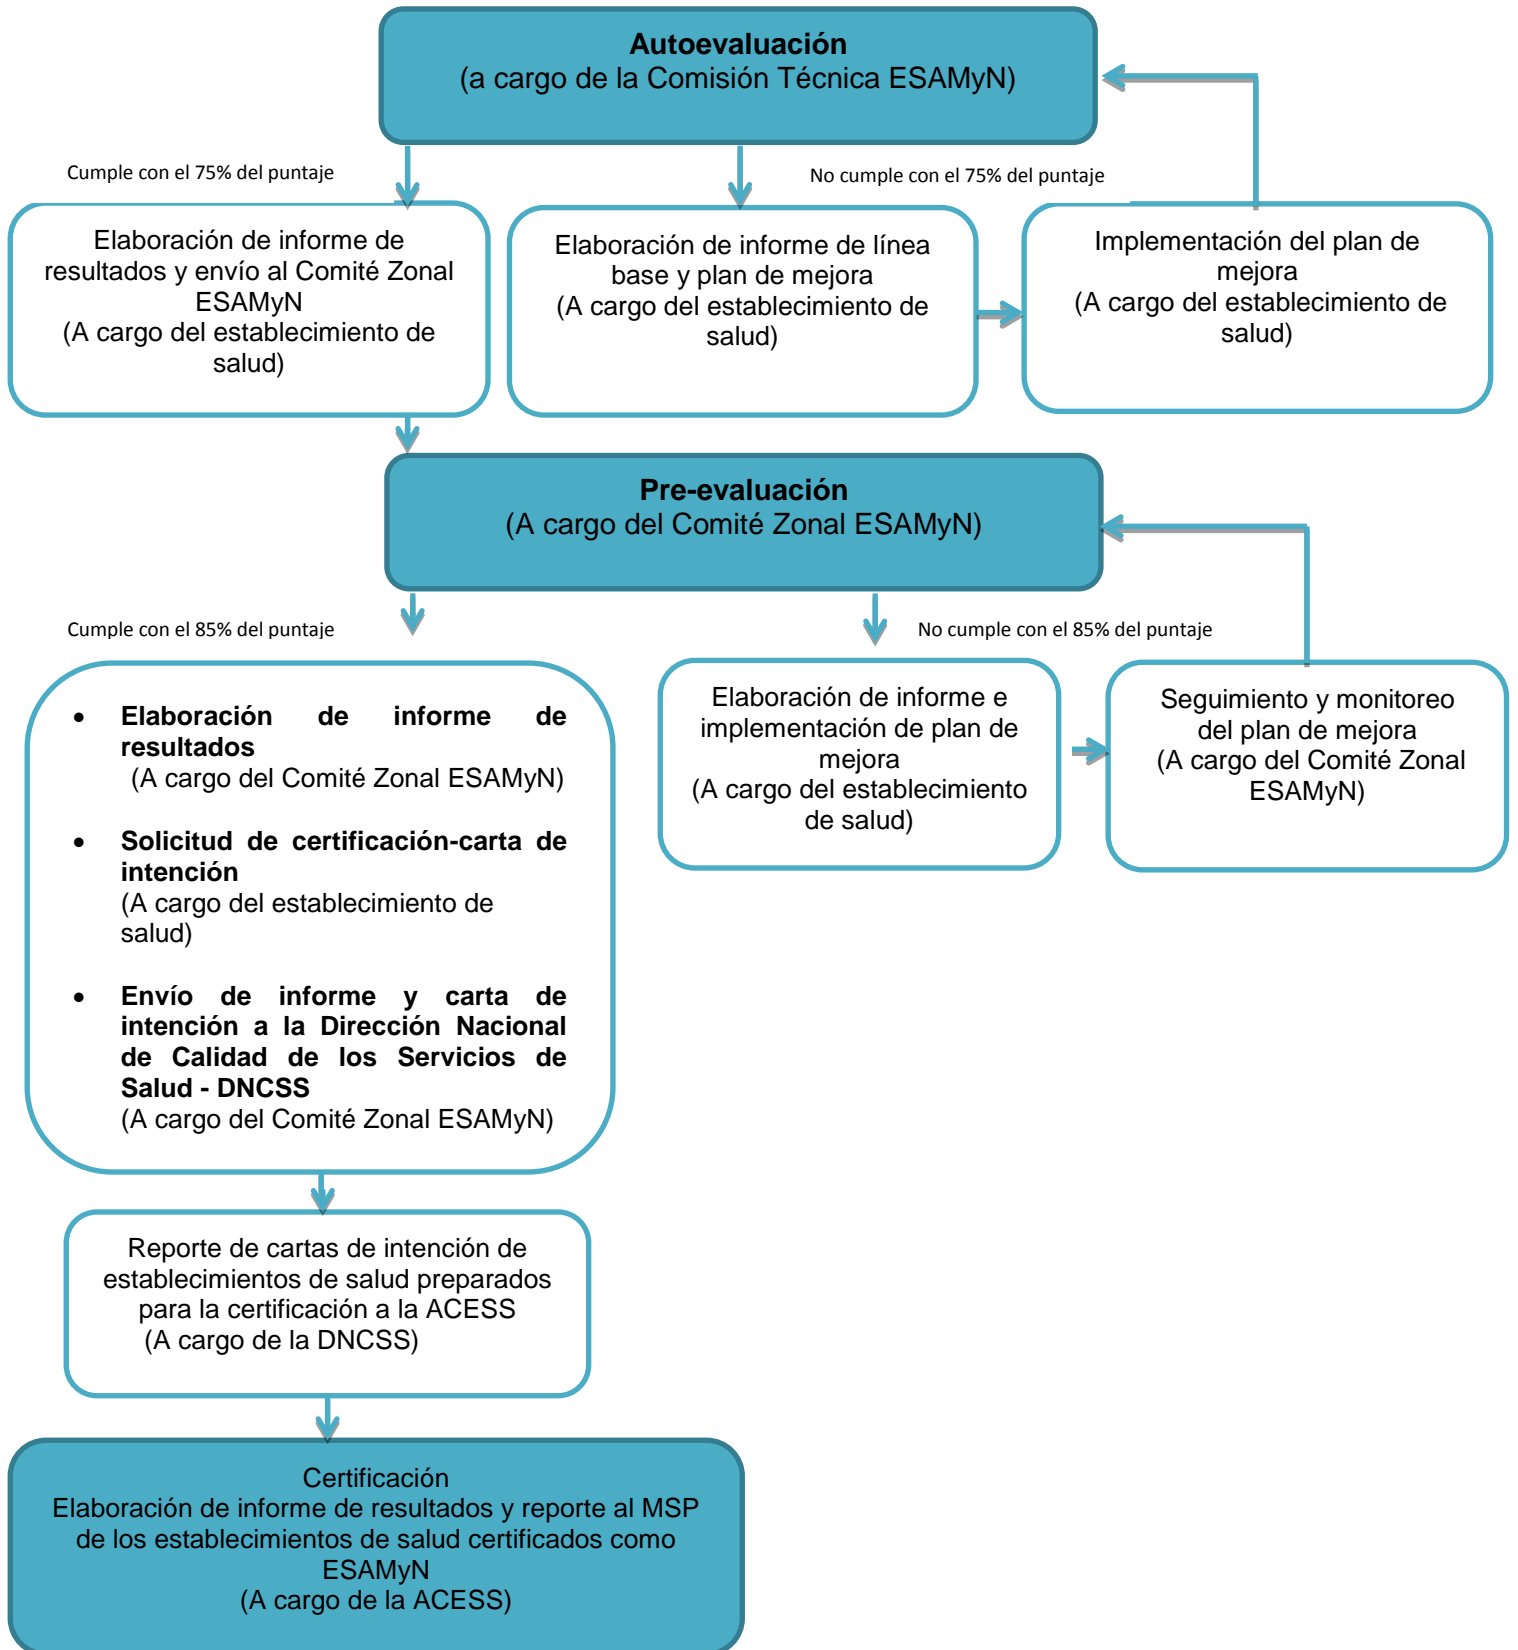 Autoevaluación
(a cargo de la Comisión Técnica ESAMyN)
Cumple con el 75% del puntaje
No cumple con el 75% del puntaje
Elaboración de informe de
resultados y envío al Comité Zonal
ESAMyN
(A cargo del establecimiento de
salud)
Elaboración de informe de línea
base y plan de mejora
(A cargo del establecimiento de
salud)
Implementación del plan de
mejora
(A cargo del establecimiento de
salud)
Pre-evaluación
(A cargo del Comité Zonal ESAMyN)
Cumple con el 85% del puntaje
No cumple con el 85% del puntaje
• Elaboración de informe de
resultados
(A cargo del Comité Zonal ESAMyN)
• Solicitud de certificación-carta de
intención
(A cargo del establecimiento de
salud)
• Envío de informe y carta de
intención a la Dirección Nacional
de Calidad de los Servicios de
Salud - DNCSS
(A cargo del Comité Zonal ESAMyN)
Elaboración de informe e
implementación de plan de
mejora
(A cargo del establecimiento
de salud)
Seguimiento y monitoreo
del plan de mejora
(A cargo del Comité Zonal
ESAMyN)
Reporte de cartas de intención de
establecimientos de salud preparados
para la certificación a la ACESS
(A cargo de la DNCSS)
Certificación
Elaboración de informe de resultados y reporte al MSP
de los establecimientos de salud certificados como
ESAMyN
(A cargo de la ACESS)